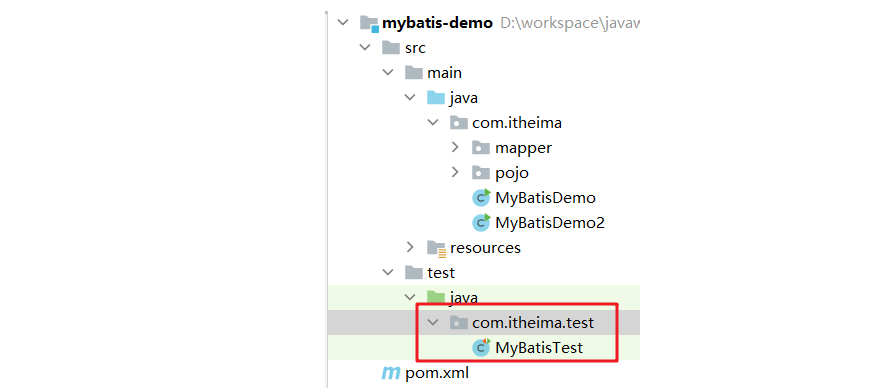 mybatis-demo D:\workspace\javaw
src
main
java
com.itheima
mapper
pojo
MyBatisDemo
MyBatisDemo2
resources
test
java
com.itheima.test
MyBatisTest
pom.xml